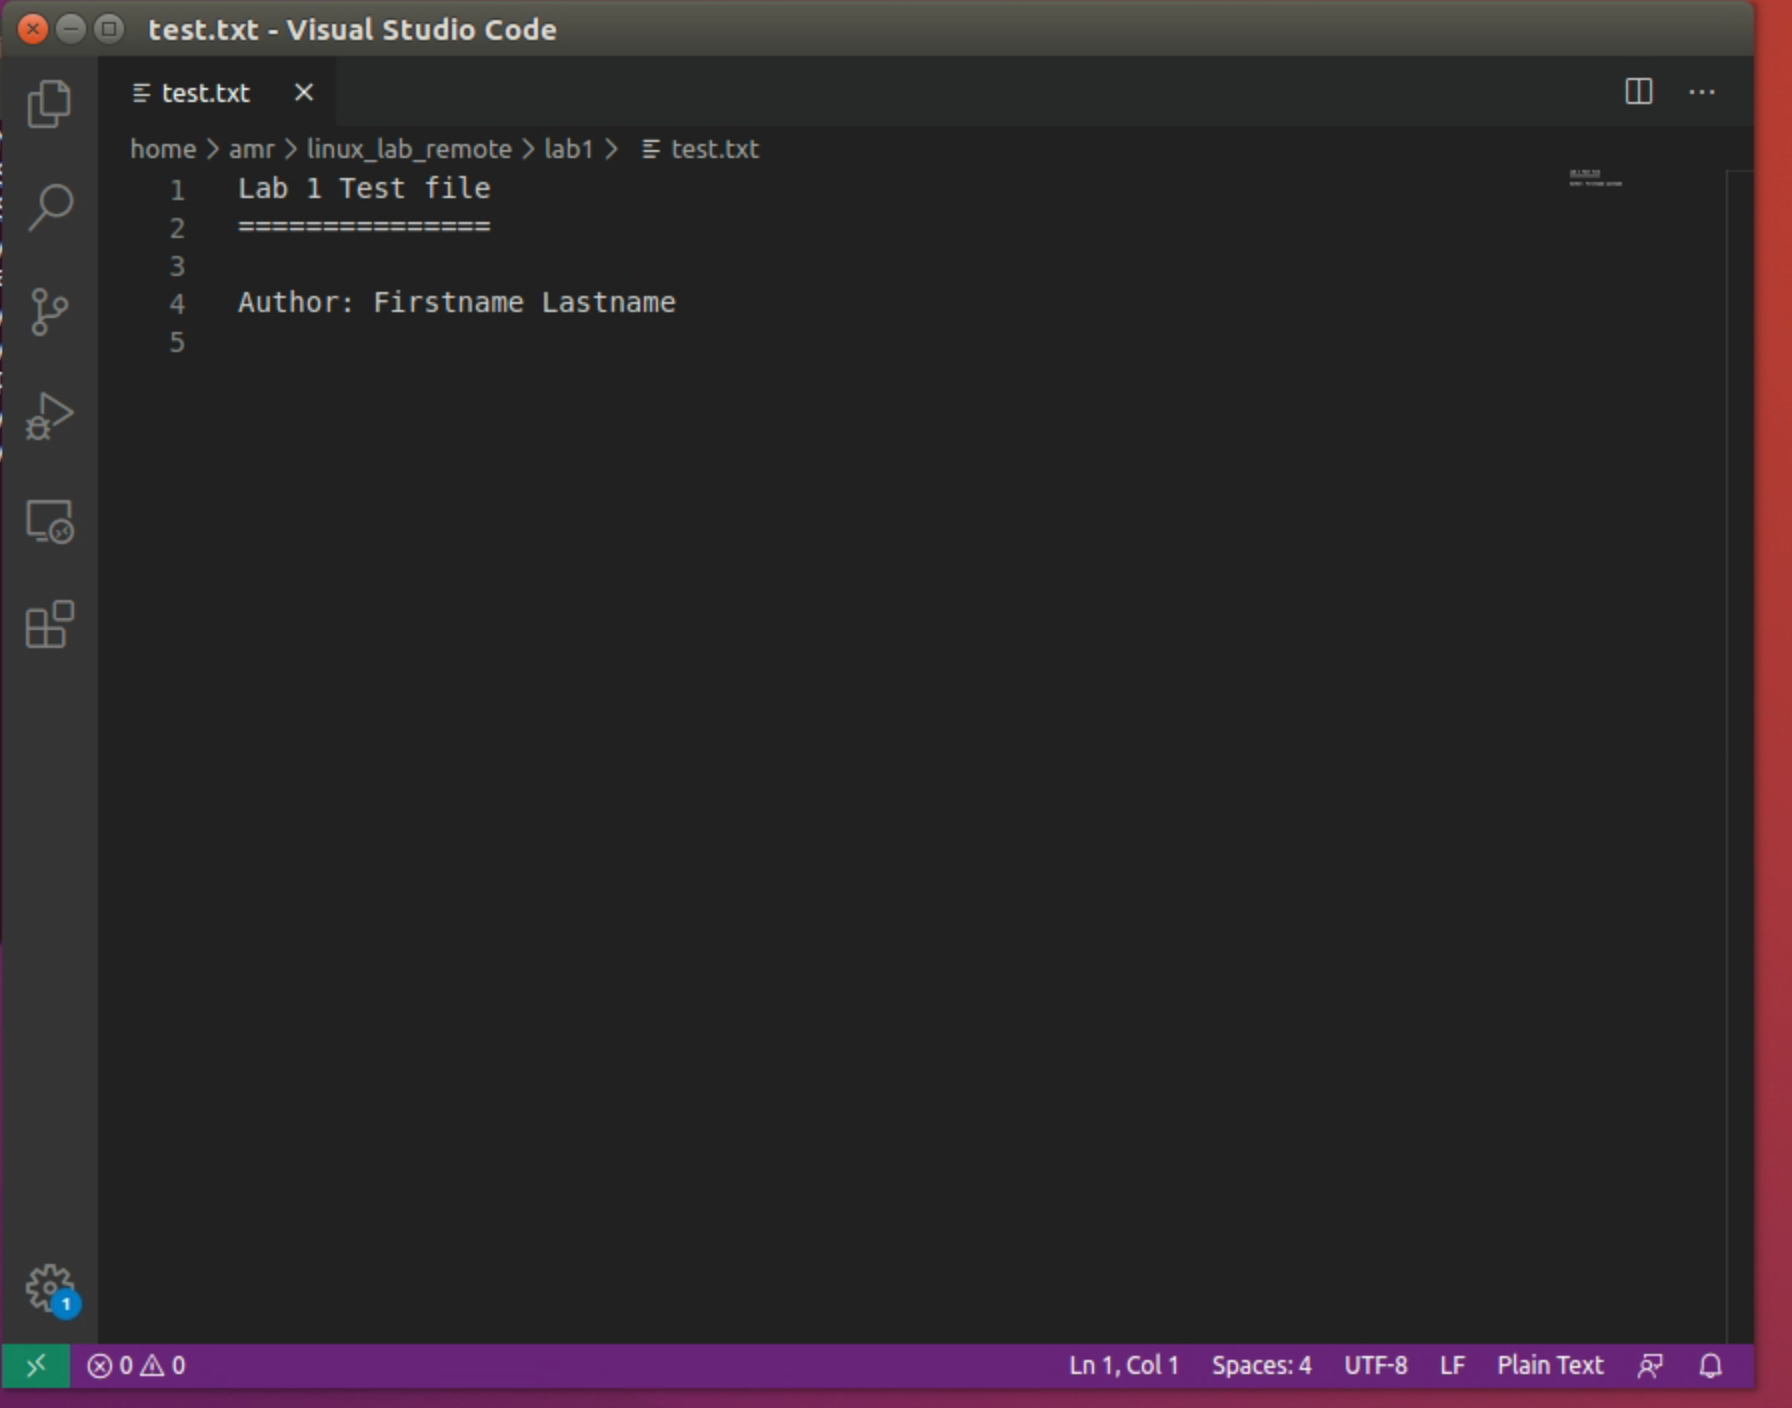 test.txt - Visual Studio Code
test.txt
home > amr > linux_lab_remote > lab1 > test.txt
1 Lab 1 Test file
2 ===============
3
4 Author: Firstname Lastname
5
1
0 0 Ln 1, Col 1 Spaces: 4 UTF-8 LF Plain Text